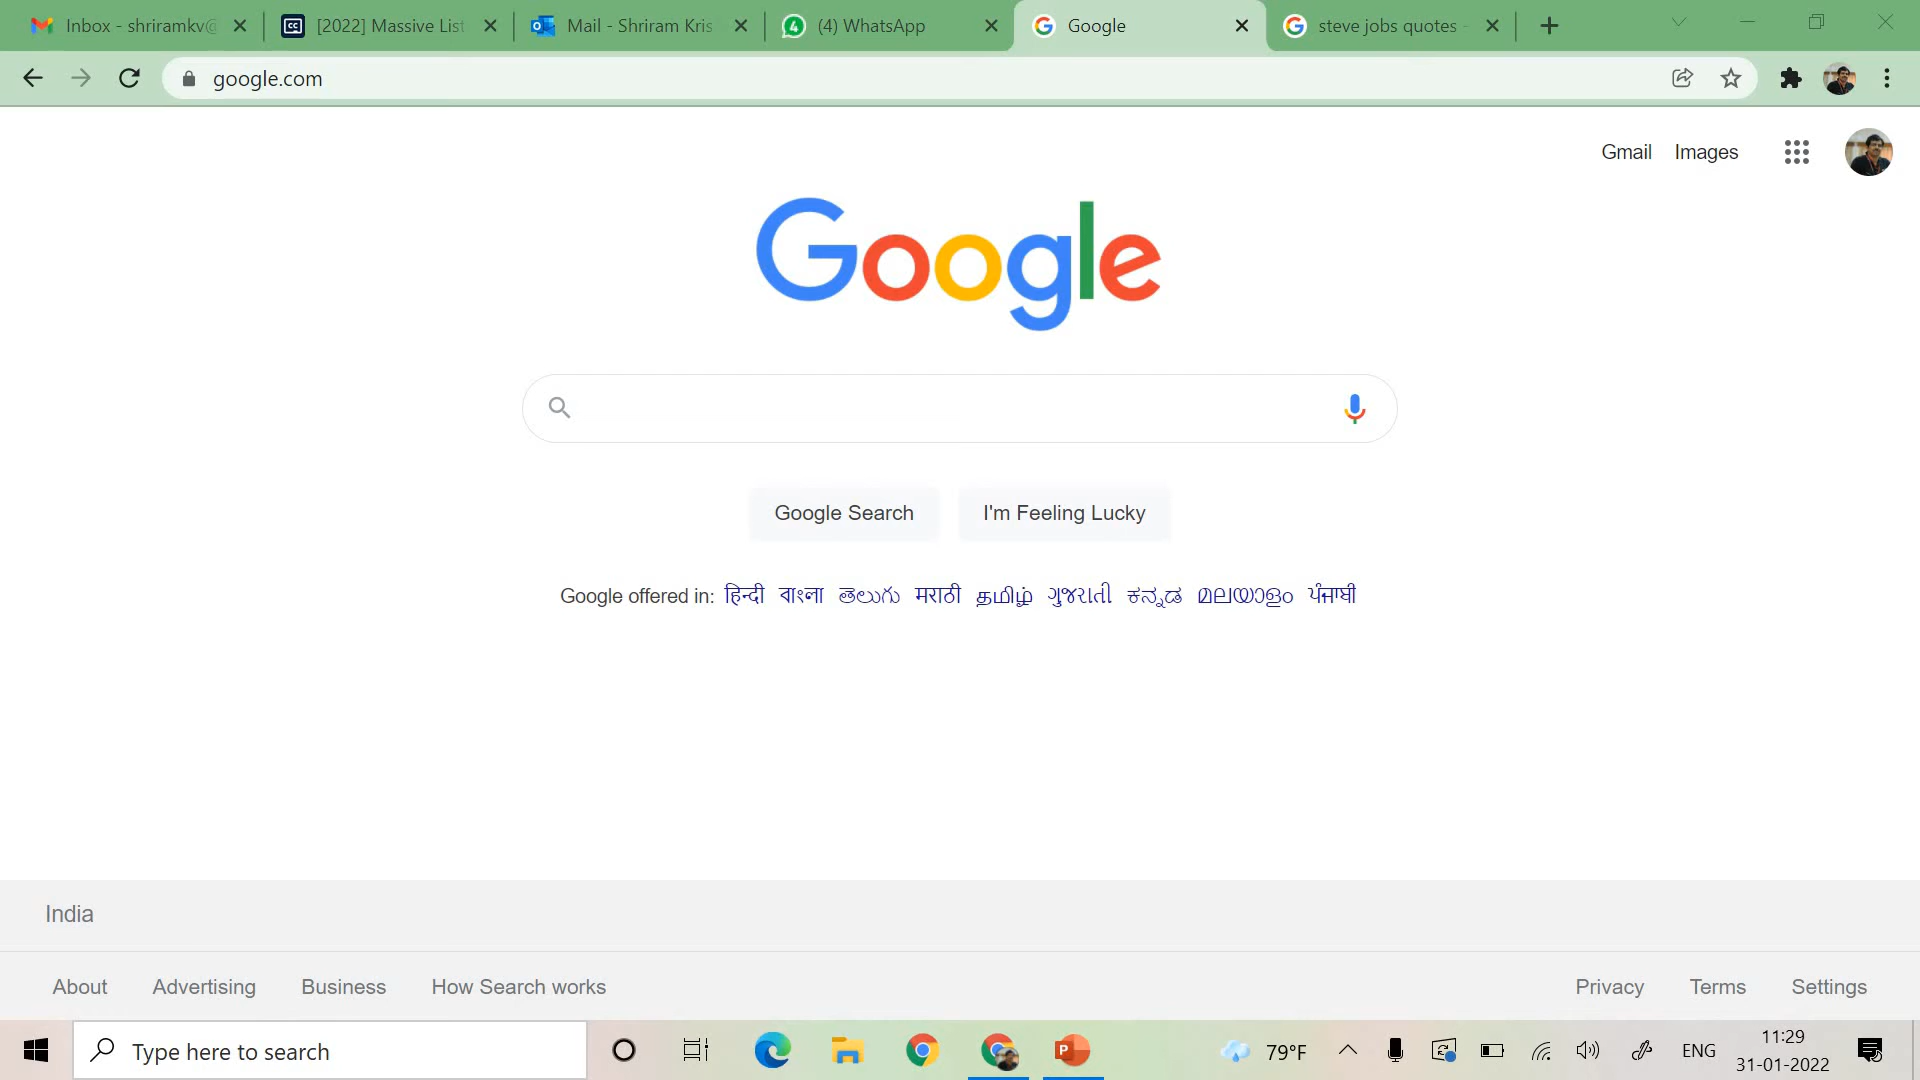 Inbox - shriramkv@ [2022] Massive List Mail - Shriram Kris (4) WhatsApp Google steve jobs quotes -
google.com
Gmail Images
Google
Google Search I'm Feeling Lucky
Google offered in: हिन्दी বাংলা తెలుగు मराठी தமிழ் ગુજરાતી ಕನ್ನಡ മലയാളം ਪੰਜਾਬੀ
India
About Advertising Business How Search works Privacy Terms Settings
Type here to search 79°F ENG 11:29
31-01-2022